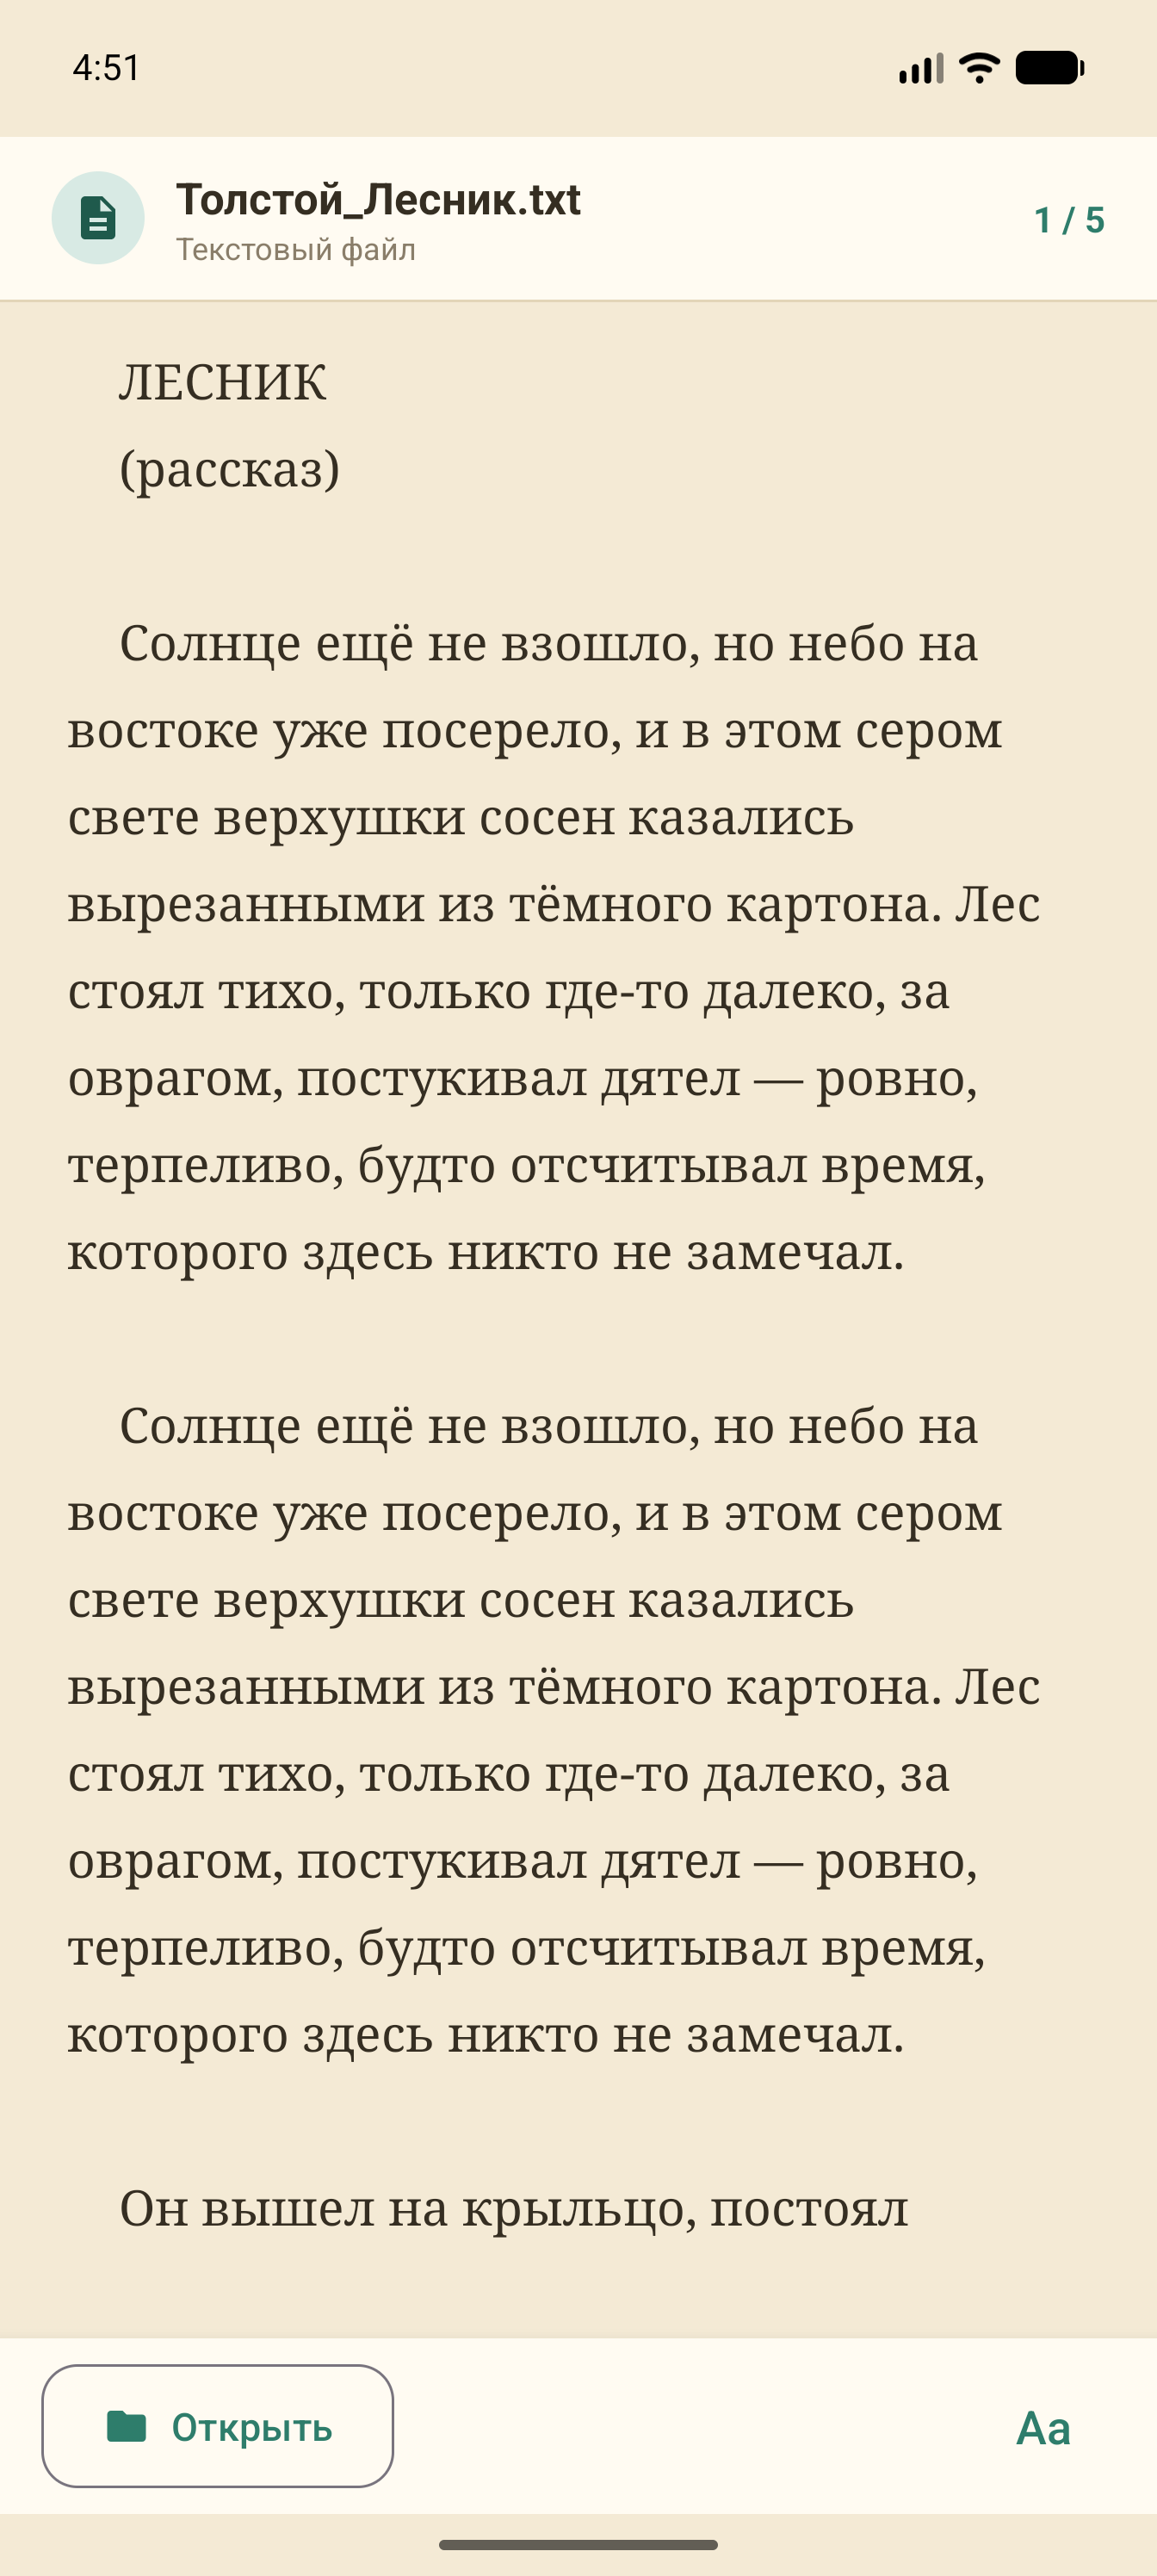 4:51
Толстой_Лесник.txt
Текстовый файл
1 / 5
ЛЕСНИК
(рассказ)
Солнце ещё не взошло, но небо на
востоке уже посерело, и в этом сером
свете верхушки сосен казались
вырезанными из тёмного картона. Лес
стоял тихо, только где-то далеко, за
оврагом, постукивал дятел — ровно,
терпеливо, будто отсчитывал время,
которого здесь никто не замечал.
Солнце ещё не взошло, но небо на
востоке уже посерело, и в этом сером
свете верхушки сосен казались
вырезанными из тёмного картона. Лес
стоял тихо, только где-то далеко, за
оврагом, постукивал дятел — ровно,
терпеливо, будто отсчитывал время,
которого здесь никто не замечал.
Он вышел на крыльцо, постоял
Открыть
Aa